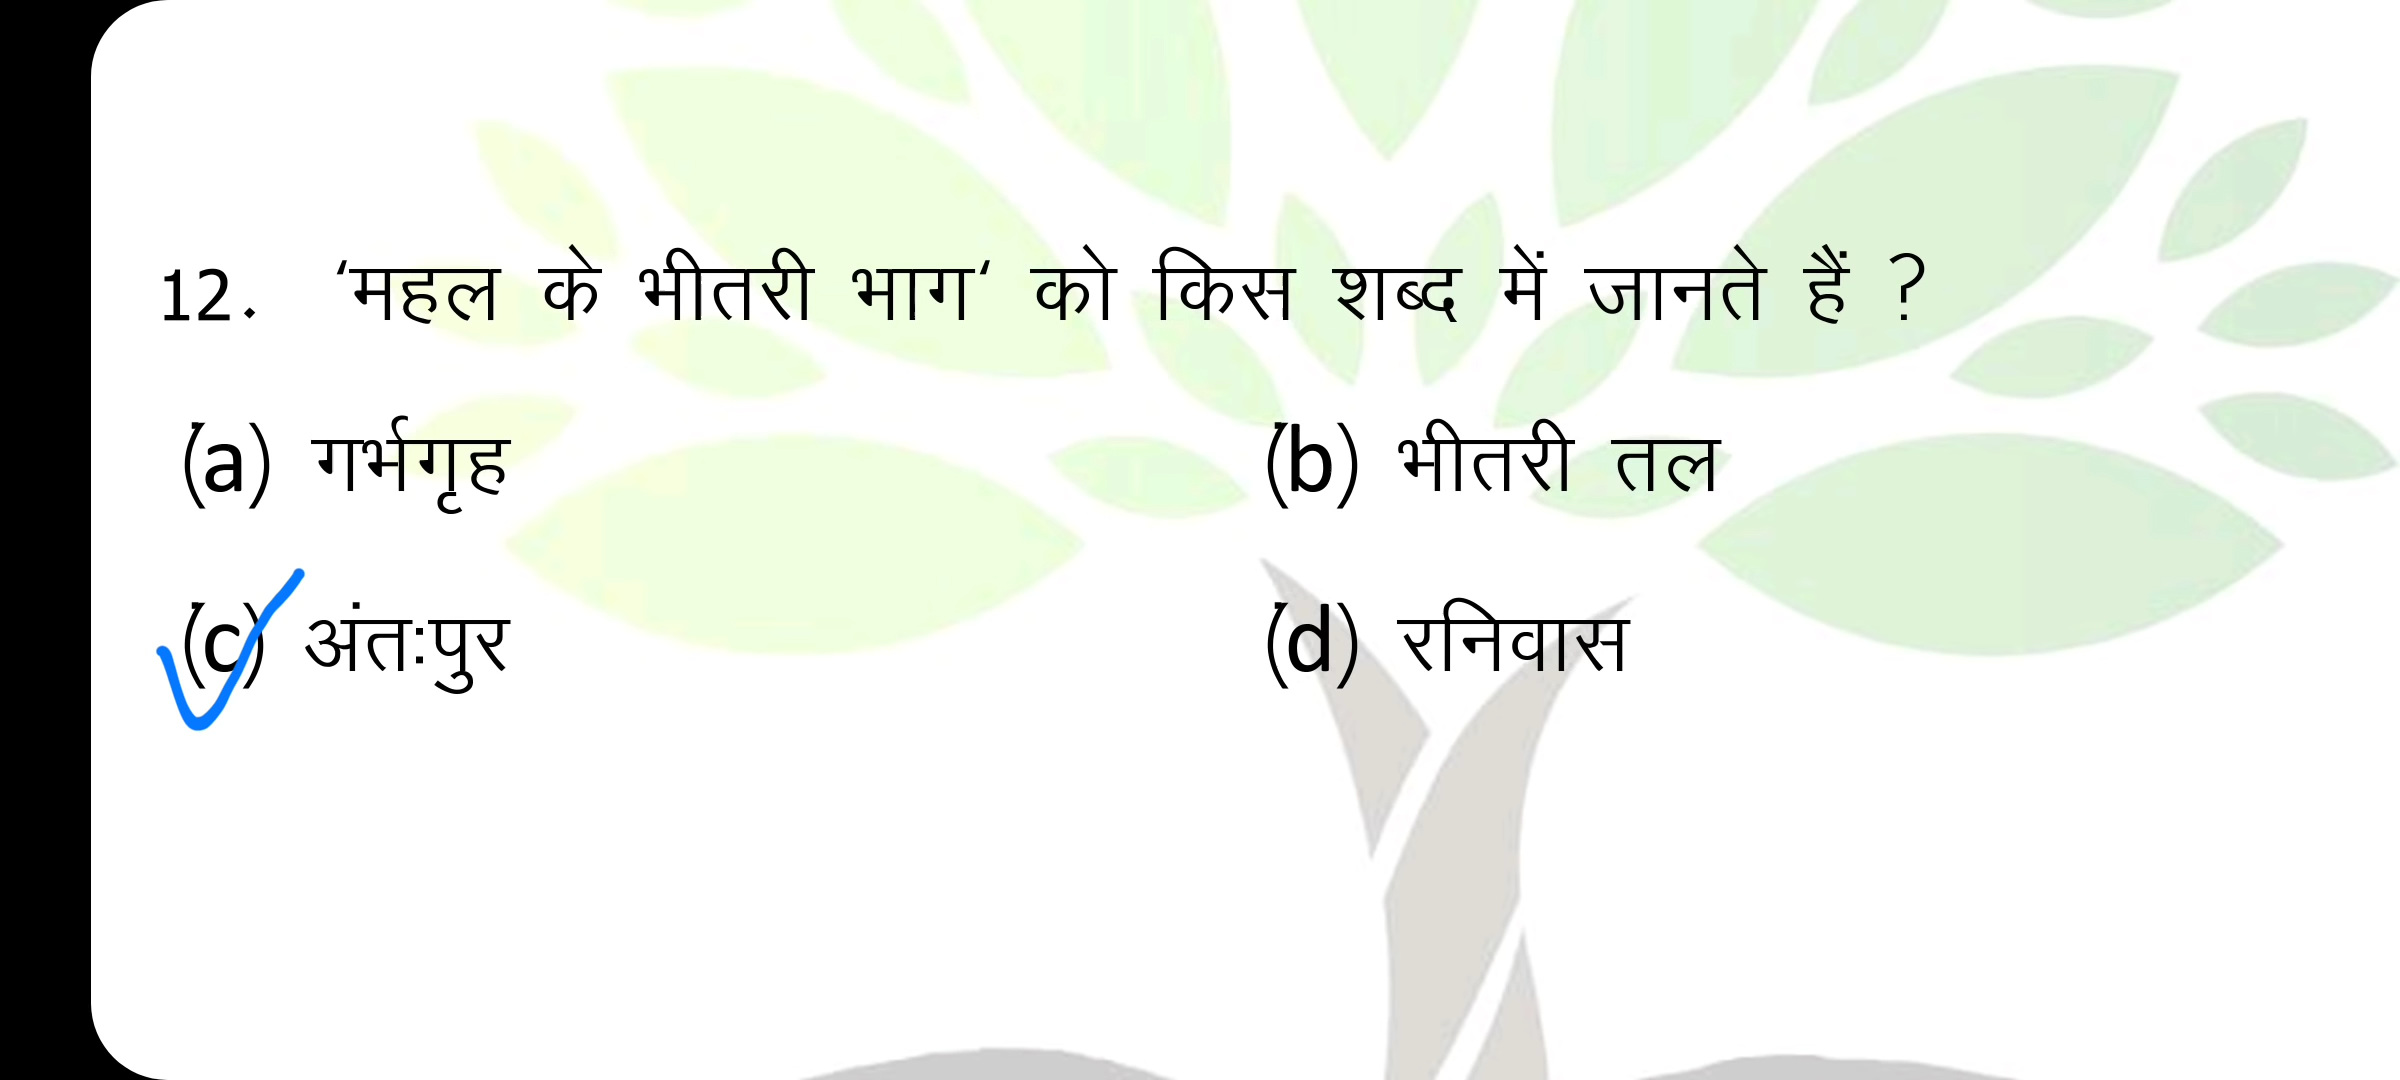 12. ‘महल के भीतरी भाग‘ को किस शब्द में जानते हैं ?
(a) गर्भगृह (b) भीतरी तल
(c) अंतःपुर (d) रनिवास